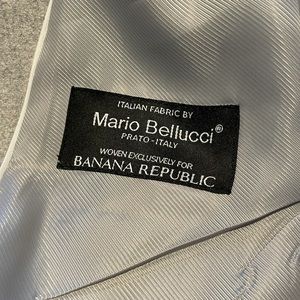 ITALIAN FABRIC BY
Mario Bellucci®
PRATO - ITALY
WOVEN EXCLUSIVELY FOR
BANANA REPUBLIC